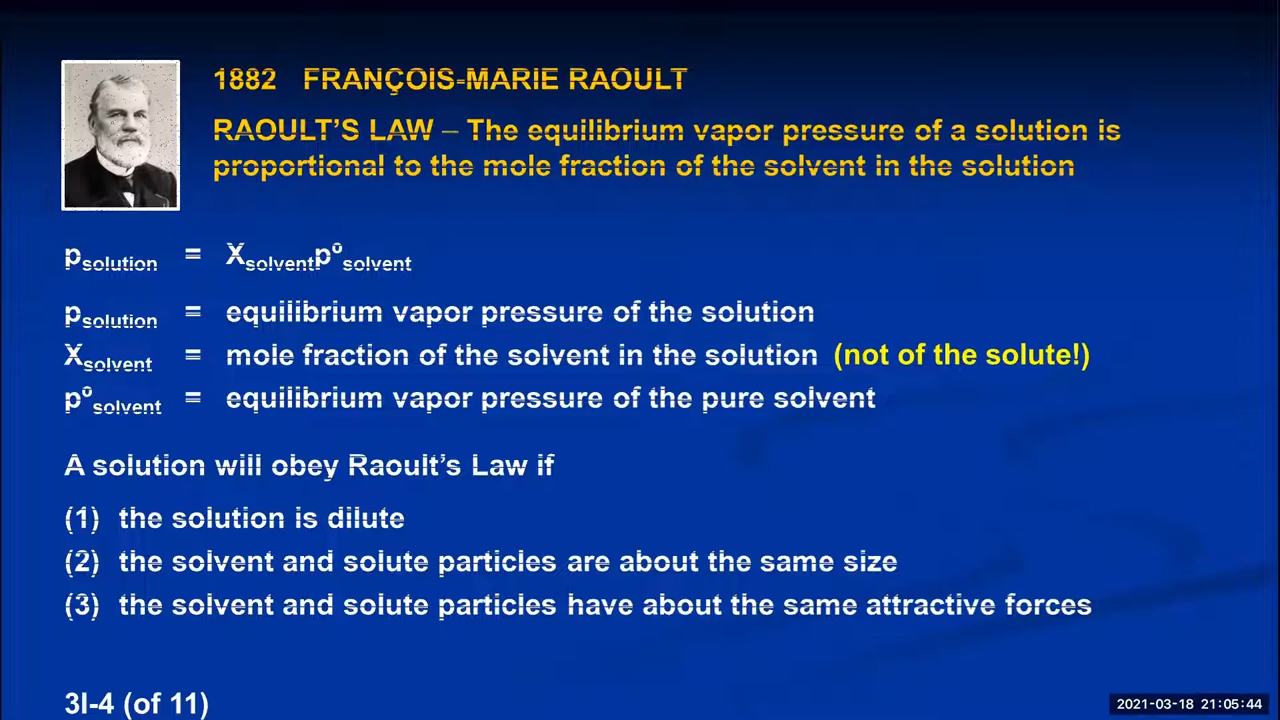 1882 FRANÇOIS-MARIE RAOULT
RAOULT'S LAW – The equilibrium vapor pressure of a solution is
proportional to the mole fraction of the solvent in the solution
psolution = Xsolventposolvent
psolution = equilibrium vapor pressure of the solution
Xsolvent = mole fraction of the solvent in the solution (not of the solute!)
posolvent = equilibrium vapor pressure of the pure solvent
A solution will obey Raoult's Law if
(1) the solution is dilute
(2) the solvent and solute particles are about the same size
(3) the solvent and solute particles have about the same attractive forces
3I-4 (of 11)
2021-03-18 21:05:44